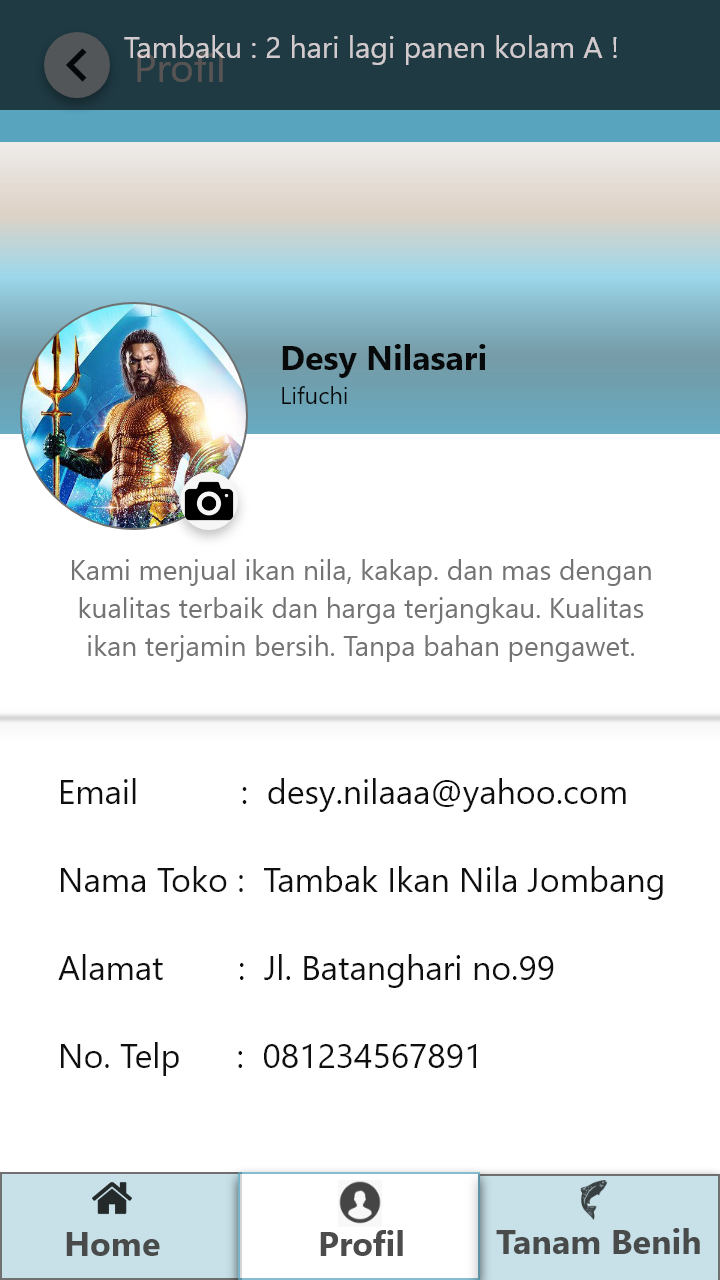 Tambaku : 2 hari lagi panen kolam A !
Profil
Desy Nilasari
Lifuchi
Kami menjual ikan nila, kakap. dan mas dengan
kualitas terbaik dan harga terjangkau. Kualitas
ikan terjamin bersih. Tanpa bahan pengawet.
Email : desy.nilaaa@yahoo.com
Nama Toko : Tambak Ikan Nila Jombang
Alamat : Jl. Batanghari no.99
No. Telp : 081234567891
Home
Profil
Tanam Benih